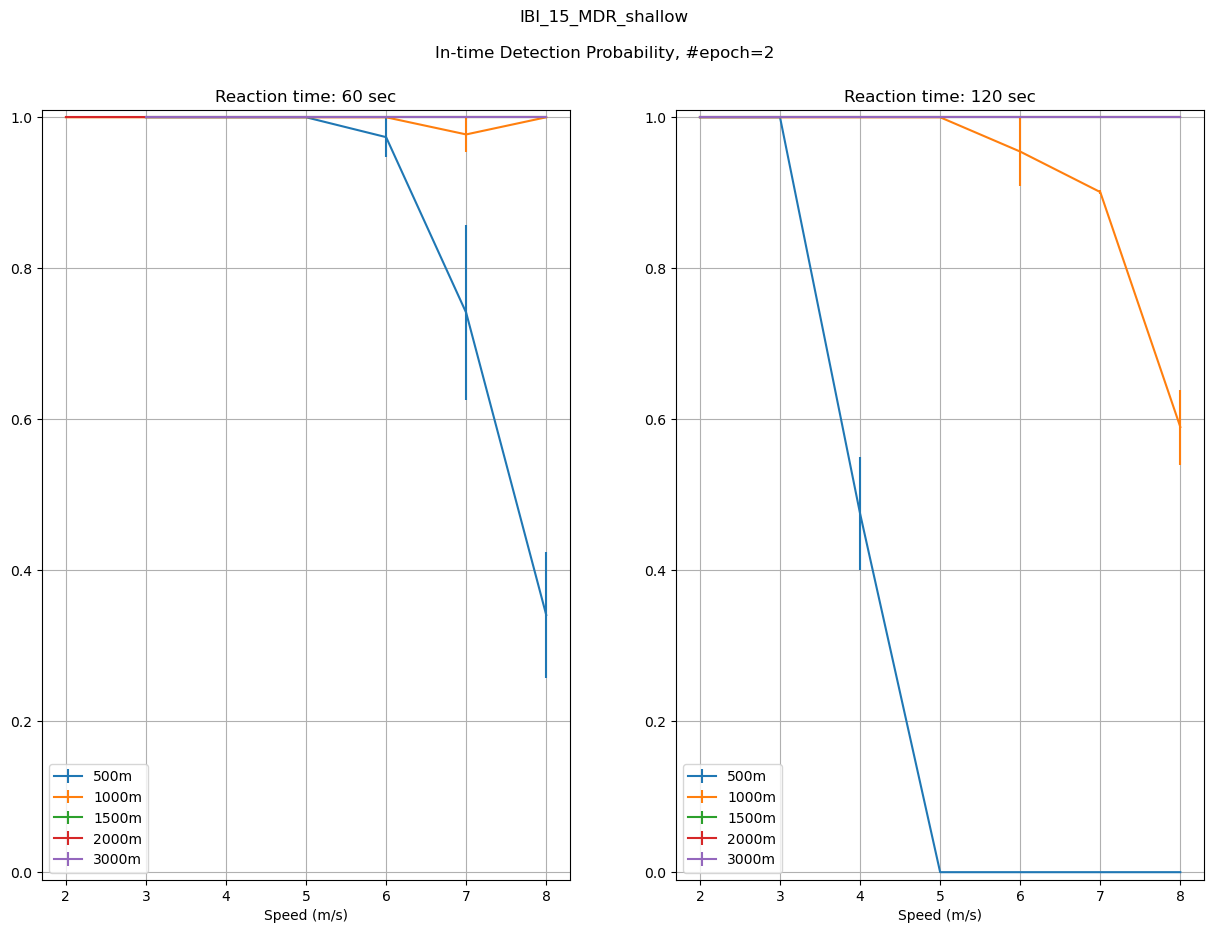 IBI_15_MDR_shallow
In-time Detection Probability, #epoch=2
Reaction time: 60 sec
1.0
0.8
0.6
0.4
0.2
0.0
500m
1000m
1500m
2000m
3000m
2 3 4 5 6 7 8
Speed (m/s)
Reaction time: 120 sec
1.0
0.8
0.6
0.4
0.2
0.0
500m
1000m
1500m
2000m
3000m
2 3 4 5 6 7 8
Speed (m/s)